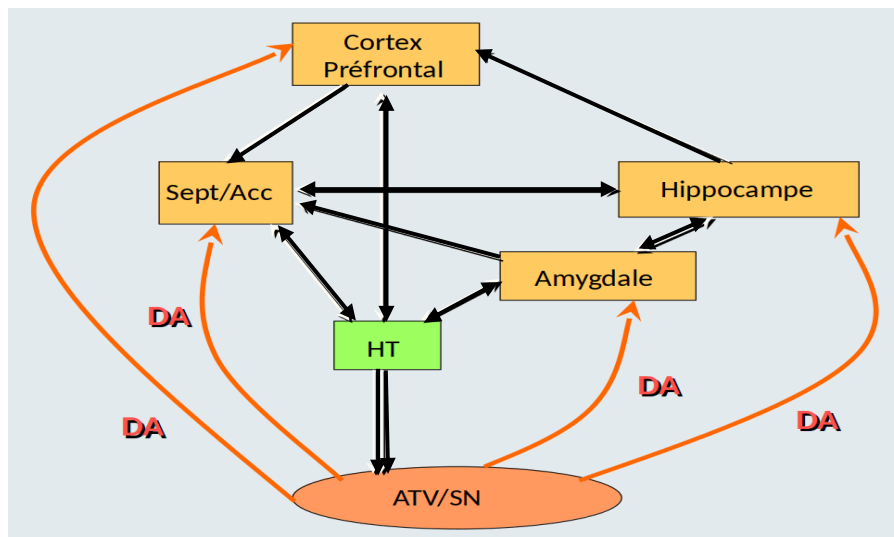 Cortex
Préfrontal
Sept/Acc
Hippocampe
Amygdale
DA
HT
DA
DA
DA
ATV/SN